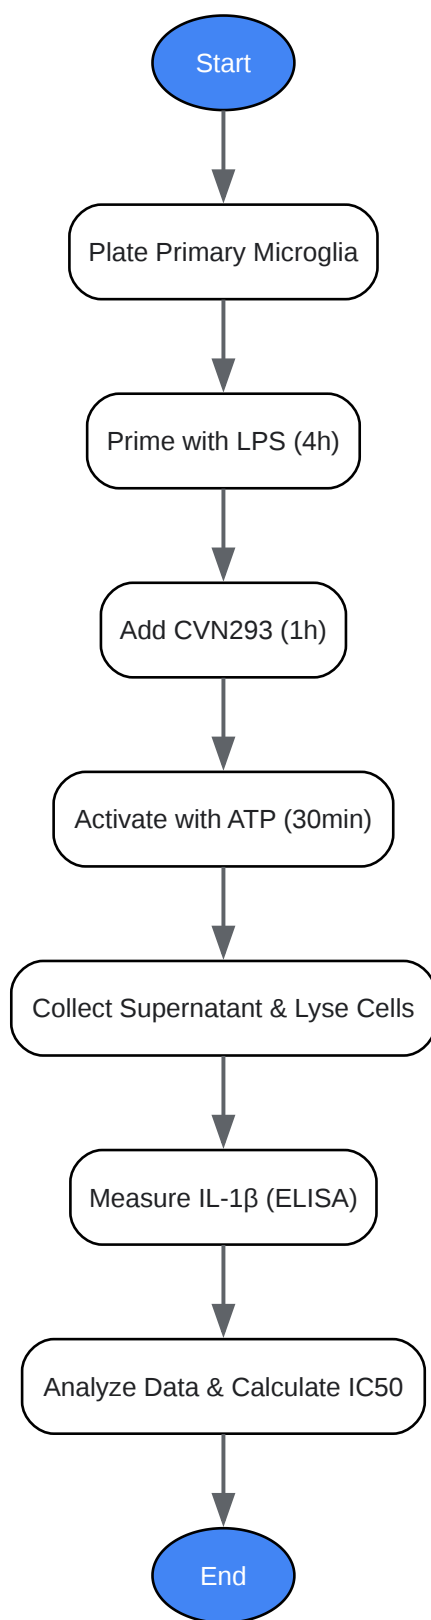 Start
Plate Primary Microglia
Prime with LPS (4h)
Add CVN293 (1h)
Activate with ATP (30min)
Collect Supernatant & Lyse Cells
Measure IL-1β (ELISA)
Analyze Data & Calculate IC50
End